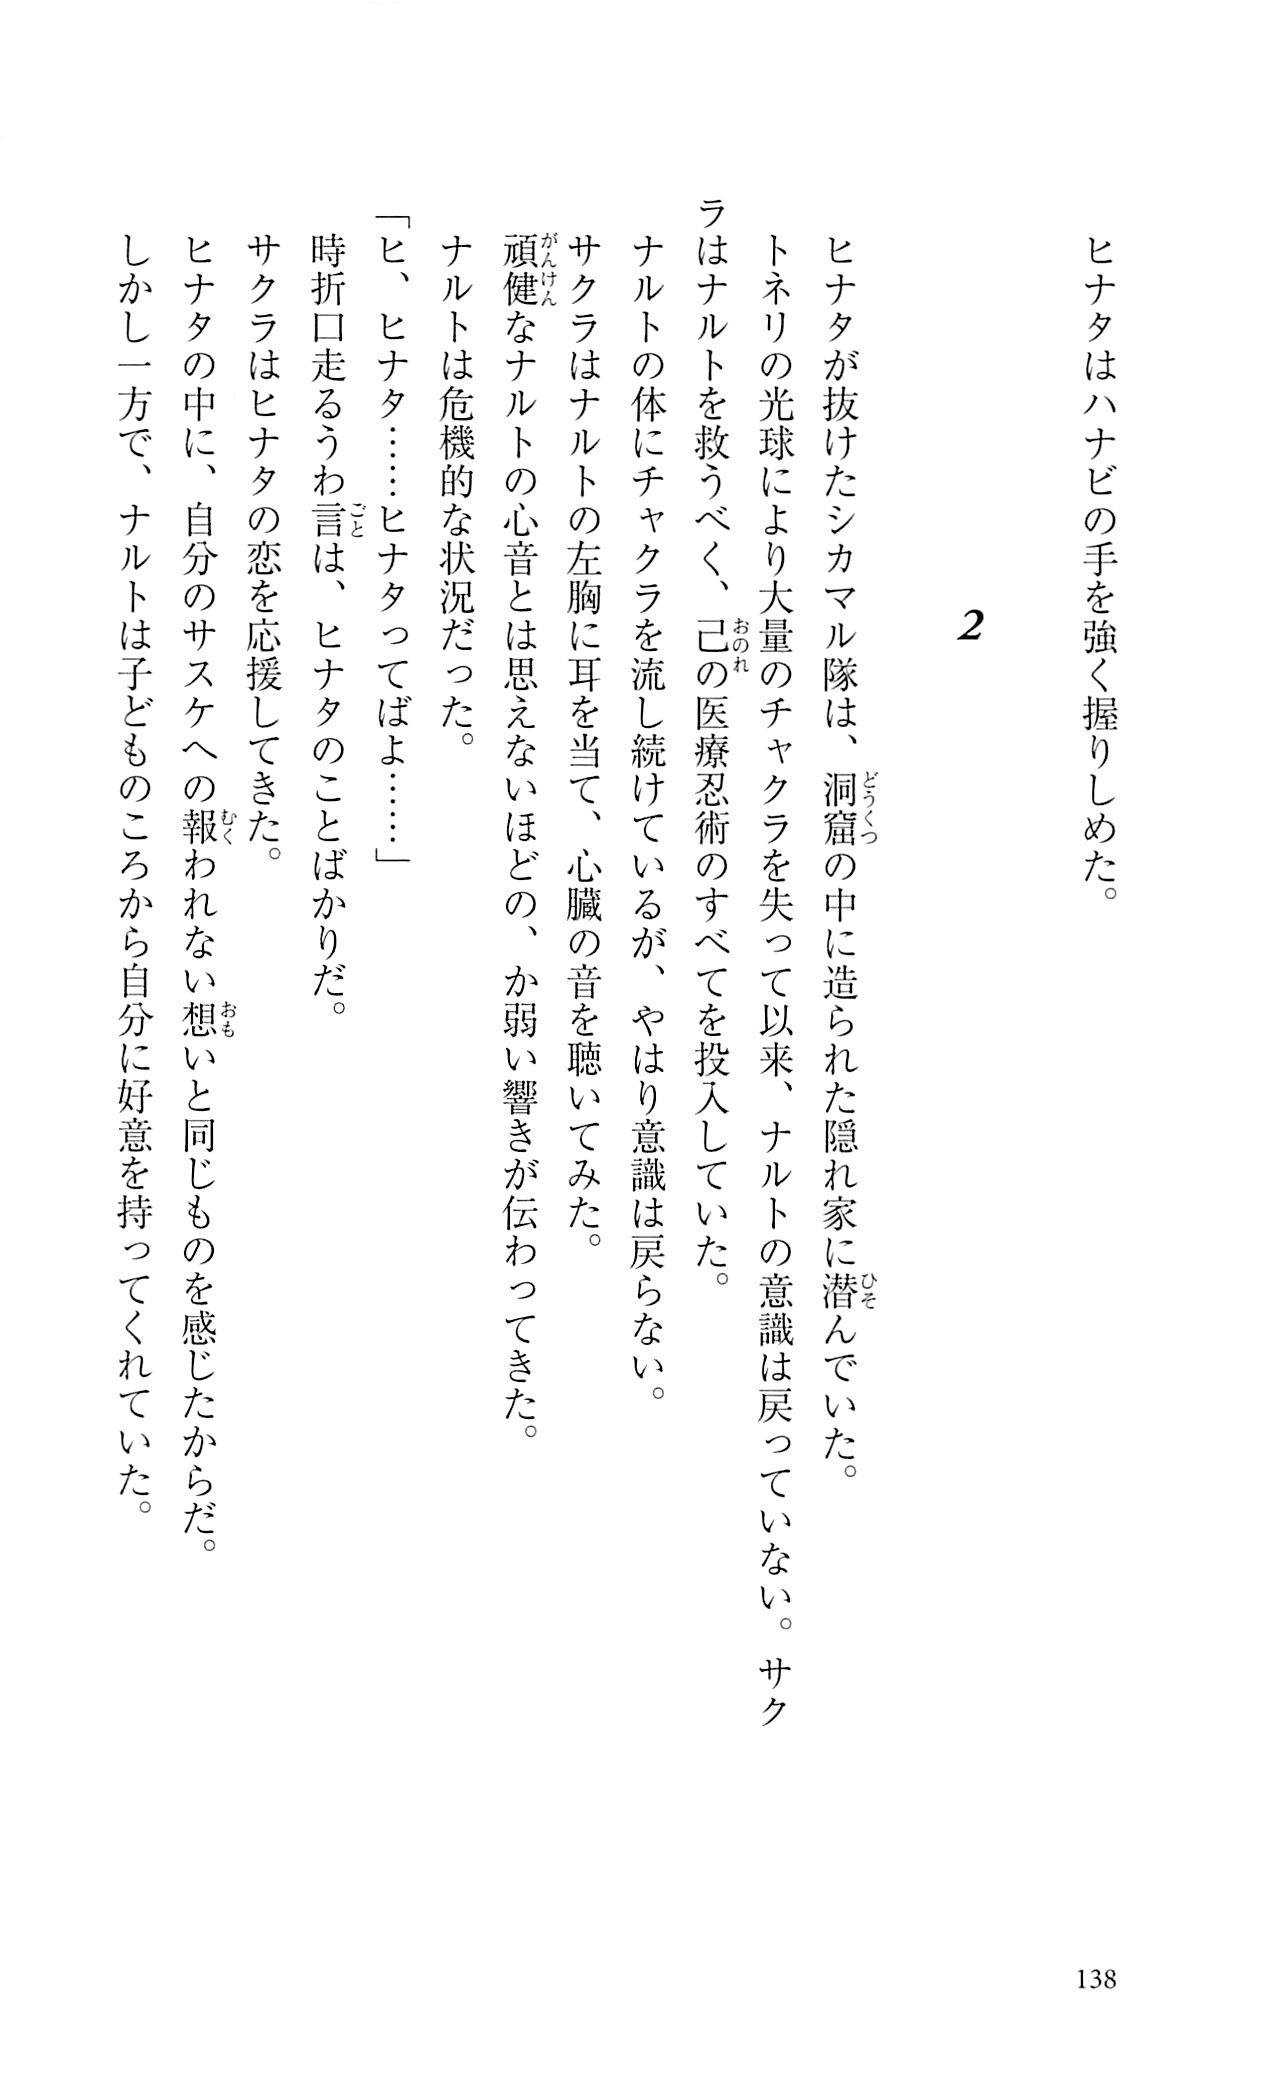 ヒナタはハナビの手を強く握りしめた。
2
ヒナタが抜けたシカマル隊は、洞窟の中に造られた隠れ家に潜んでいた。
トネリの光球により大量のチャクラを失って以来、ナルトの意識は戻っていない。サク
ラはナルトを救うべく、己の医療忍術のすべてを投入していた。
ナルトの体にチャクラを流し続けているが、やはり意識は戻らない。
サクラはナルトの左胸に耳を当て、心臓の音を聴いてみた。
頑健なナルトの心音とは思えないほどの、か弱い響きが伝わってきた。
ナルトは危機的な状況だった。
「ヒ、ヒナタ……ヒナタってばよ……」
時折口走るうわ言は、ヒナタのことばかりだ。
サクラはヒナタの恋を応援してきた。
ヒナタの中に、自分のサスケへの報われない想いと同じものを感じたからだ。
しかし一方で、ナルトは子どものころから自分に好意を持ってくれていた。
138